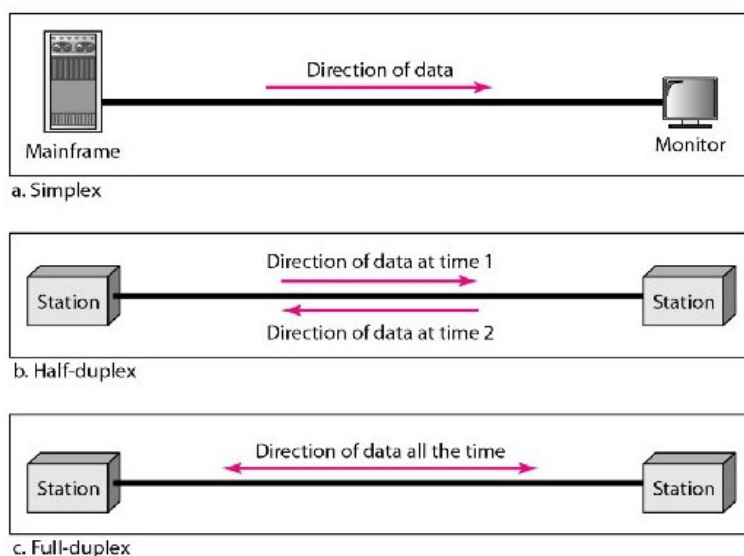 Direction of data
Mainframe
Monitor
a. Simplex
Direction of data at time 1
Station
Station
Direction of data at time 2
b. Half-duplex
Direction of data all the time
Station
Station
c. Full-duplex